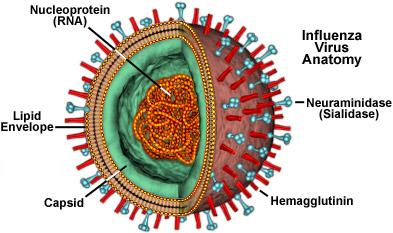 Nucleoprotein
(RNA)
Influenza
Virus
Anatomy
Neuraminidase
(Sialidase)
Lipid
Envelope
Capsid
Hemagglutinin